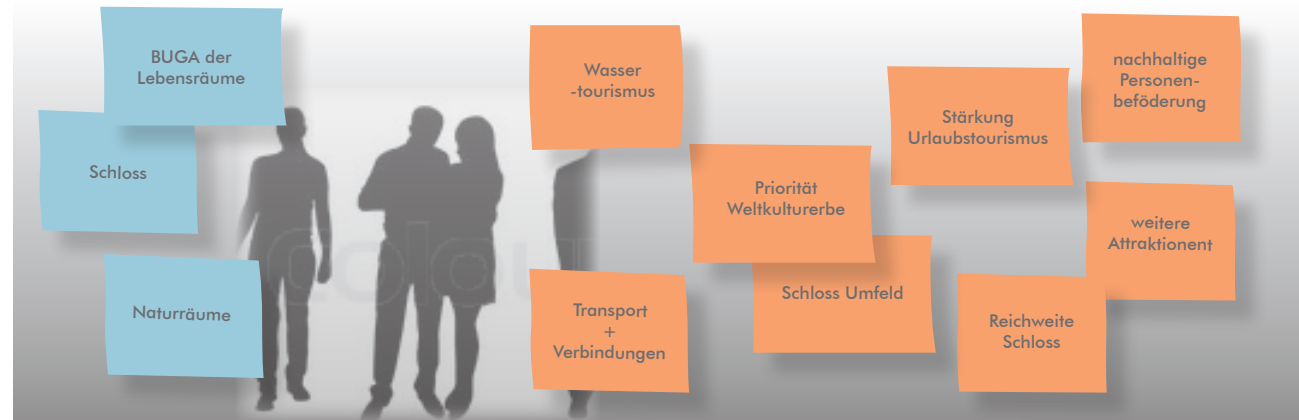 BUGA der
Lebensräume
Schloss
Naturräume
Wasser
-tourismus
Transport
+
Verbindungen
Priorität
Weltkulturerbe
Schloss Umfeld
Stärkung
Urlaubstourismus
Reichweite
Schloss
nachhaltige
Personen-
beföderung
weitere
Attraktionent